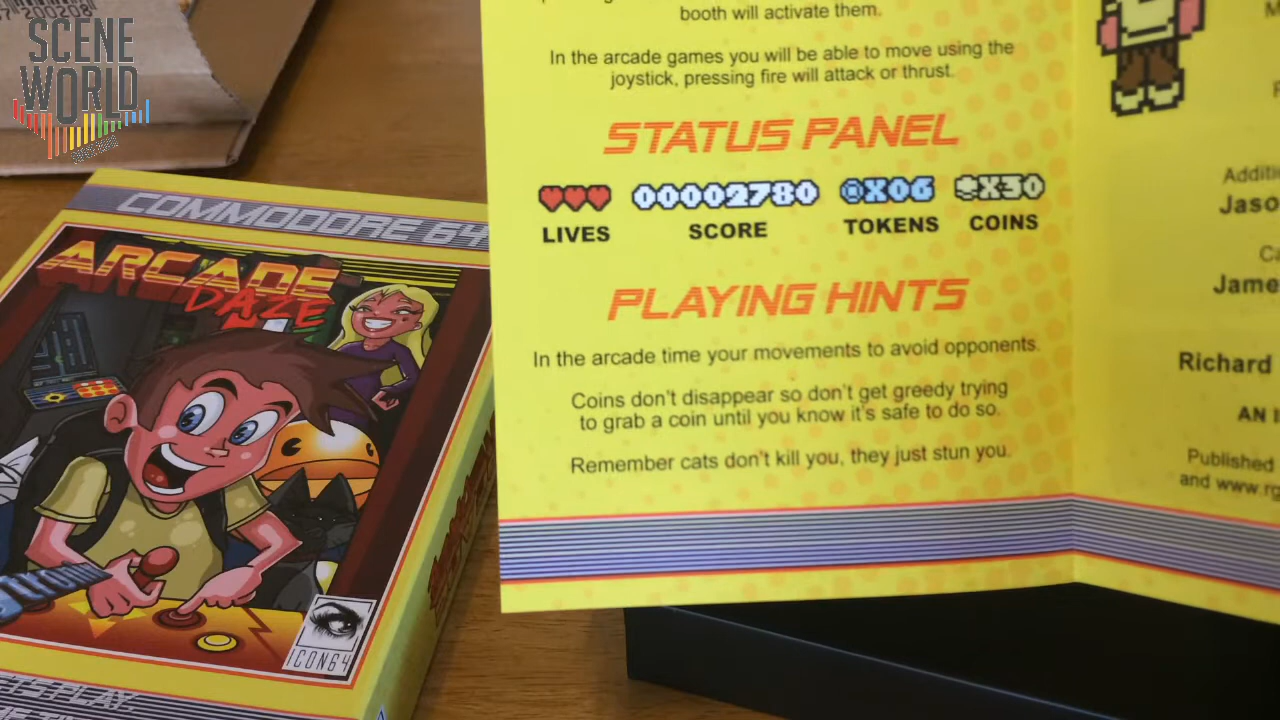 200208
SCENE
WORLD
COMMODORE 64
ARCADE
DAZE
ICON64
booth will activate them.
In the arcade games you will be able to move using the
joystick, pressing fire will attack or thrust.
STATUS PANEL
00002780 X06 X30
LIVES SCORE TOKENS COINS
PLAYING HINTS
In the arcade time your movements to avoid opponents.
Coins don't disappear so don't get greedy trying
to grab a coin until you know it's safe to do so.
Remember cats don't kill you, they just stun you.
Jaso
Jame
Richard
AN
Published
and www.